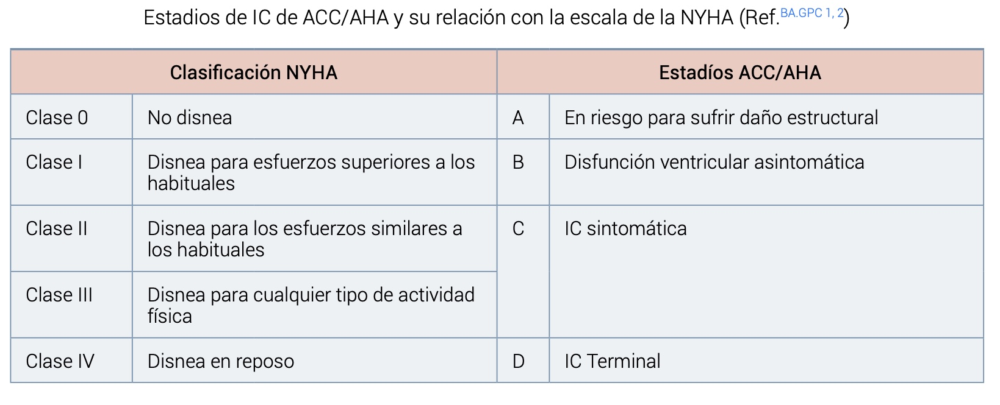 Estadios de IC de ACC/AHA y su relación con la escala de la NYHA (Ref.BA.GPC 1, 2)
Clasificación NYHA
Estadíos ACC/AHA
Clase 0
No disnea
A
En riesgo para sufrir daño estructural
Clase I
Disnea para esfuerzos superiores a los
habituales
B
Disfunción ventricular asintomática
Clase II
Disnea para los esfuerzos similares a
los habituales
C
IC sintomática
Clase III
Disnea para cualquier tipo de actividad
física
Clase IV
Disnea en reposo
D
IC Terminal